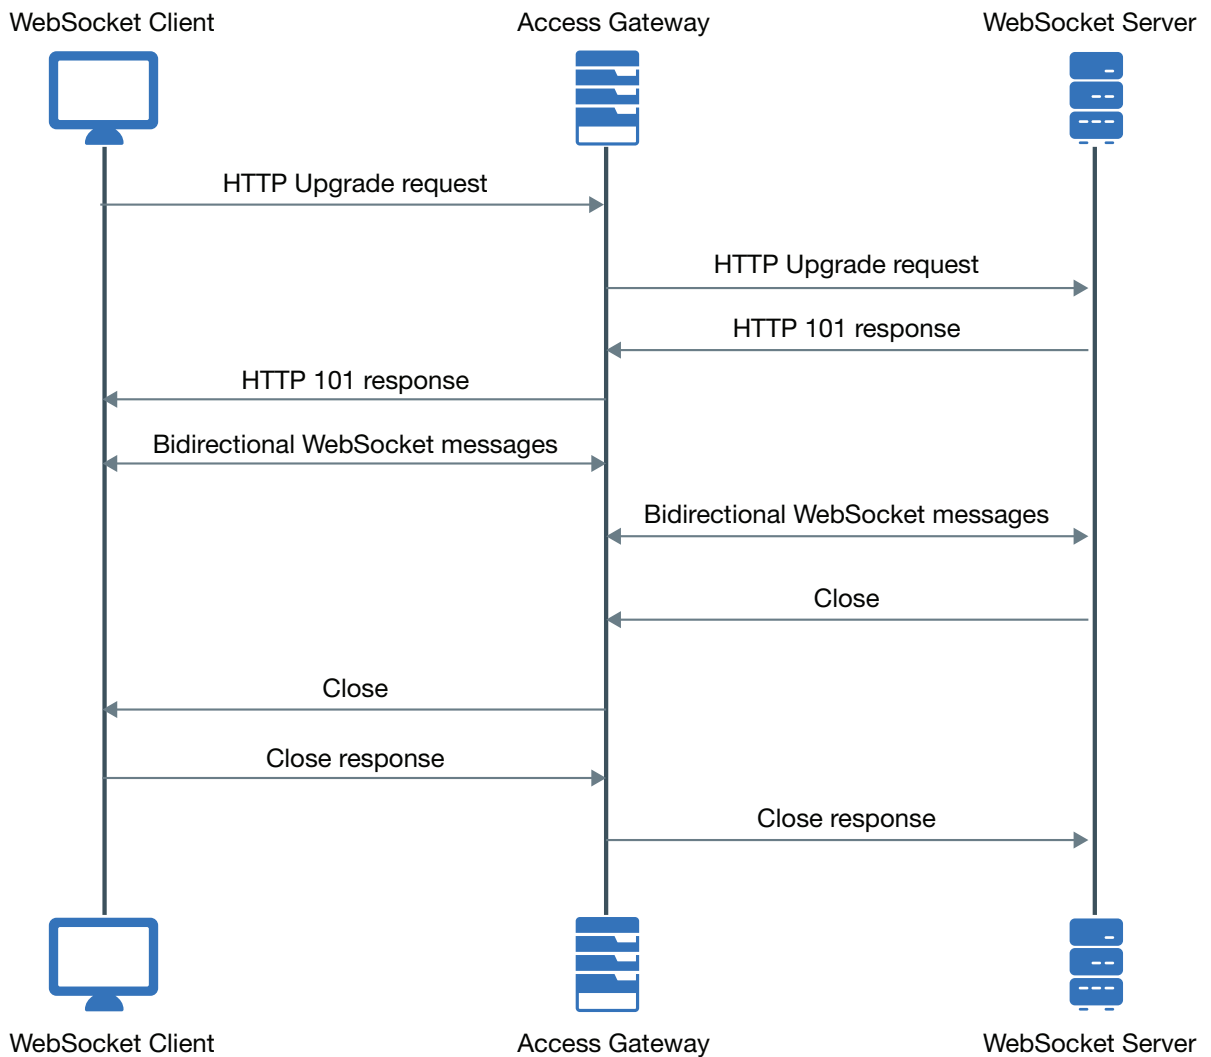 WebSocket Client
Access Gateway
WebSocket Server
HTTP Upgrade request
HTTP Upgrade request
HTTP 101 response
HTTP 101 response
Bidirectional WebSocket messages
Bidirectional WebSocket messages
Close
Close
Close response
Close response
WebSocket Client
Access Gateway
WebSocket Server